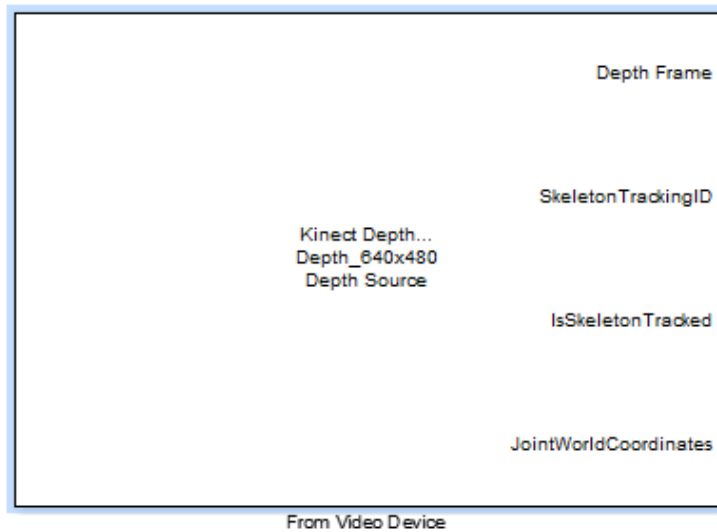 Depth Frame
SkeletonTrackingID
Kinect Depth...
Depth_640x480
Depth Source
IsSkeletonTracked
JointWorldCoordinates
From Video Device